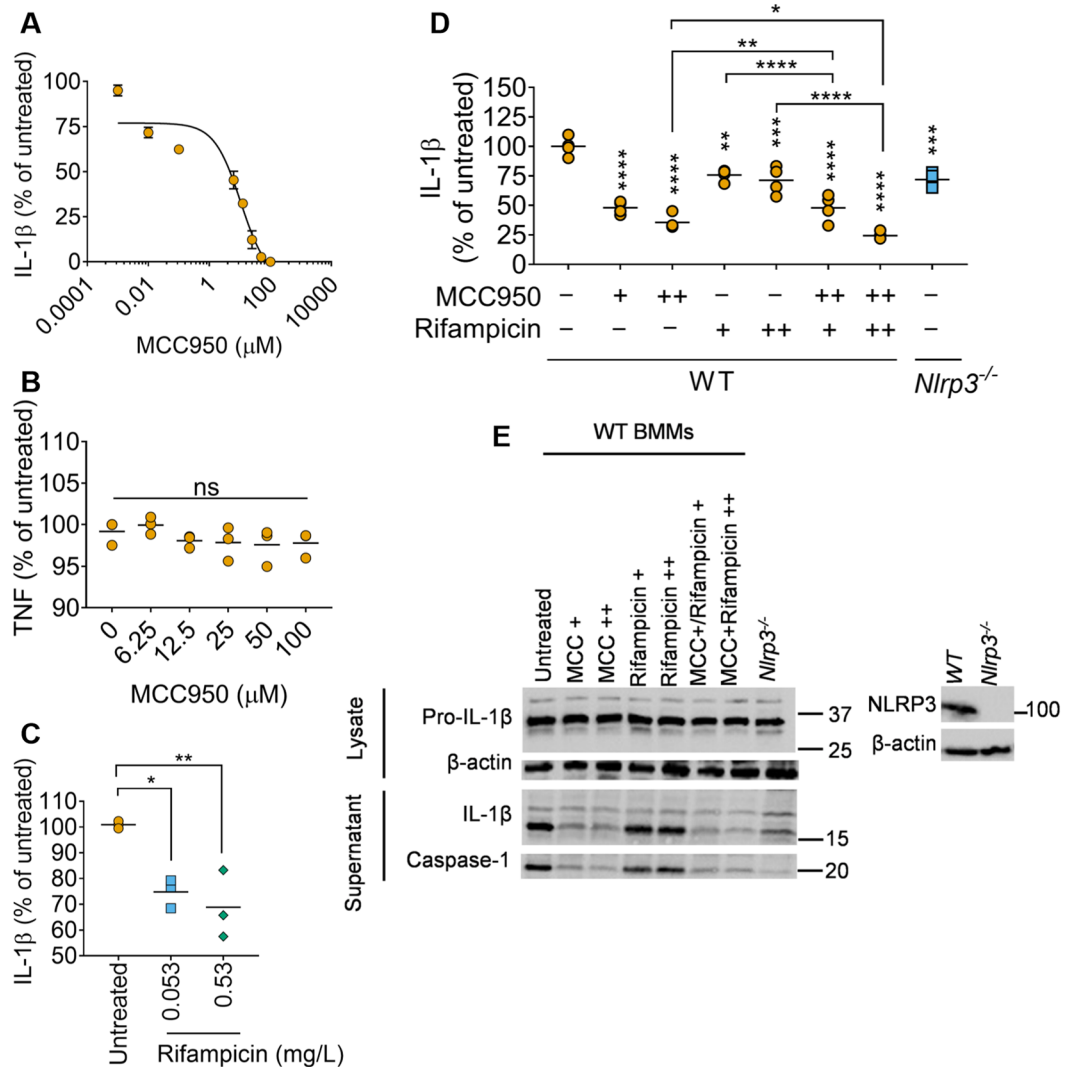 A
IL-1β (% of untreated)
100
75
50
25
0
0.0001
0.01
1
100
10000
MCC950 (μM)
B
TNF (% of untreated)
110
105
100
95
90
ns
0
6.25
12.5
25
50
100
MCC950 (μM)
C
IL-1β (% of untreated)
110
100
90
80
70
60
50
**
*
Untreated
0.053
0.53
Rifampicin (mg/L)
D
IL-1β
(% of untreated)
150
100
75
50
25
0
*
**
****
****
**** **** ** *** **** **** ***
MCC950 – + ++ – – ++ ++ –
Rifampicin – – – + ++ + ++ –
WT Nlrp3-/-
E
WT BMMs
Untreated
MCC +
MCC ++
Rifampicin +
Rifampicin ++
MCC+/Rifampicin +
MCC+Rifampicin ++
Nlrp3-/-
Lysate
Pro-IL-1β
37
25
β-actin
Supernatant
IL-1β
15
Caspase-1
20
WT
Nlrp3-/-
NLRP3
100
β-actin